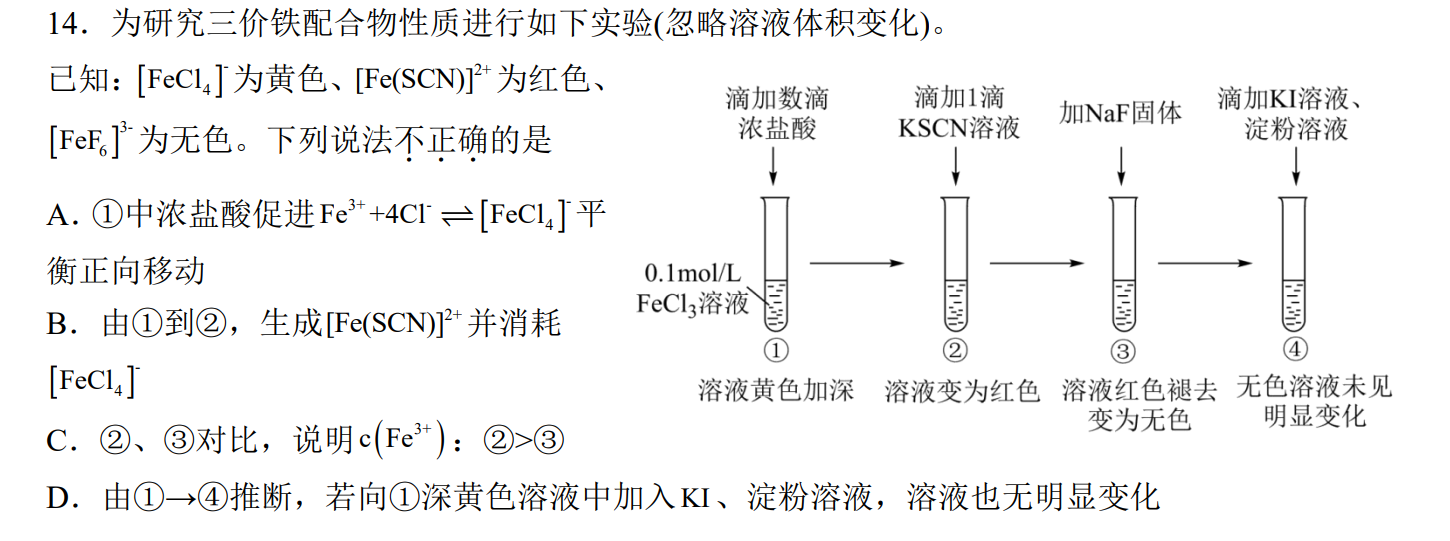 14．为研究三价铁配合物性质进行如下实验(忽略溶液体积变化)。
已知：[FeCl₄]⁻为黄色、[Fe(SCN)]²⁺为红色、
[FeF₆]³⁻为无色。下列说法不正确的是
A．①中浓盐酸促进Fe³⁺+4Cl⁻⇌[FeCl₄]⁻平
衡正向移动
B．由①到②，生成[Fe(SCN)]²⁺并消耗
[FeCl₄]⁻
C．②、③对比，说明c(Fe³⁺)：②>③
D．由①→④推断，若向①深黄色溶液中加入KI、淀粉溶液，溶液也无明显变化
滴加数滴
浓盐酸
滴加1滴
KSCN溶液
加NaF固体
滴加KI溶液、
淀粉溶液
0.1mol/L
FeCl₃溶液
①
②
③
④
溶液黄色加深
溶液变为红色
溶液红色褪去
变为无色
无色溶液未见
明显变化